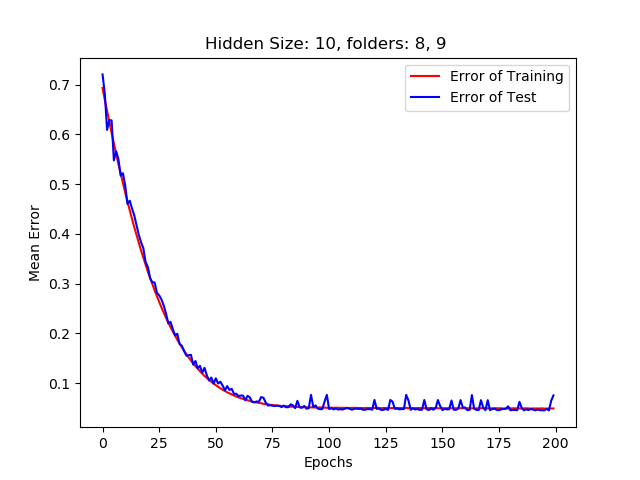 Hidden Size: 10, folders: 8, 9
Error of Training
Error of Test
Mean Error
0.7
0.6
0.5
0.4
0.3
0.2
0.1
0 25 50 75 100 125 150 175 200
Epochs